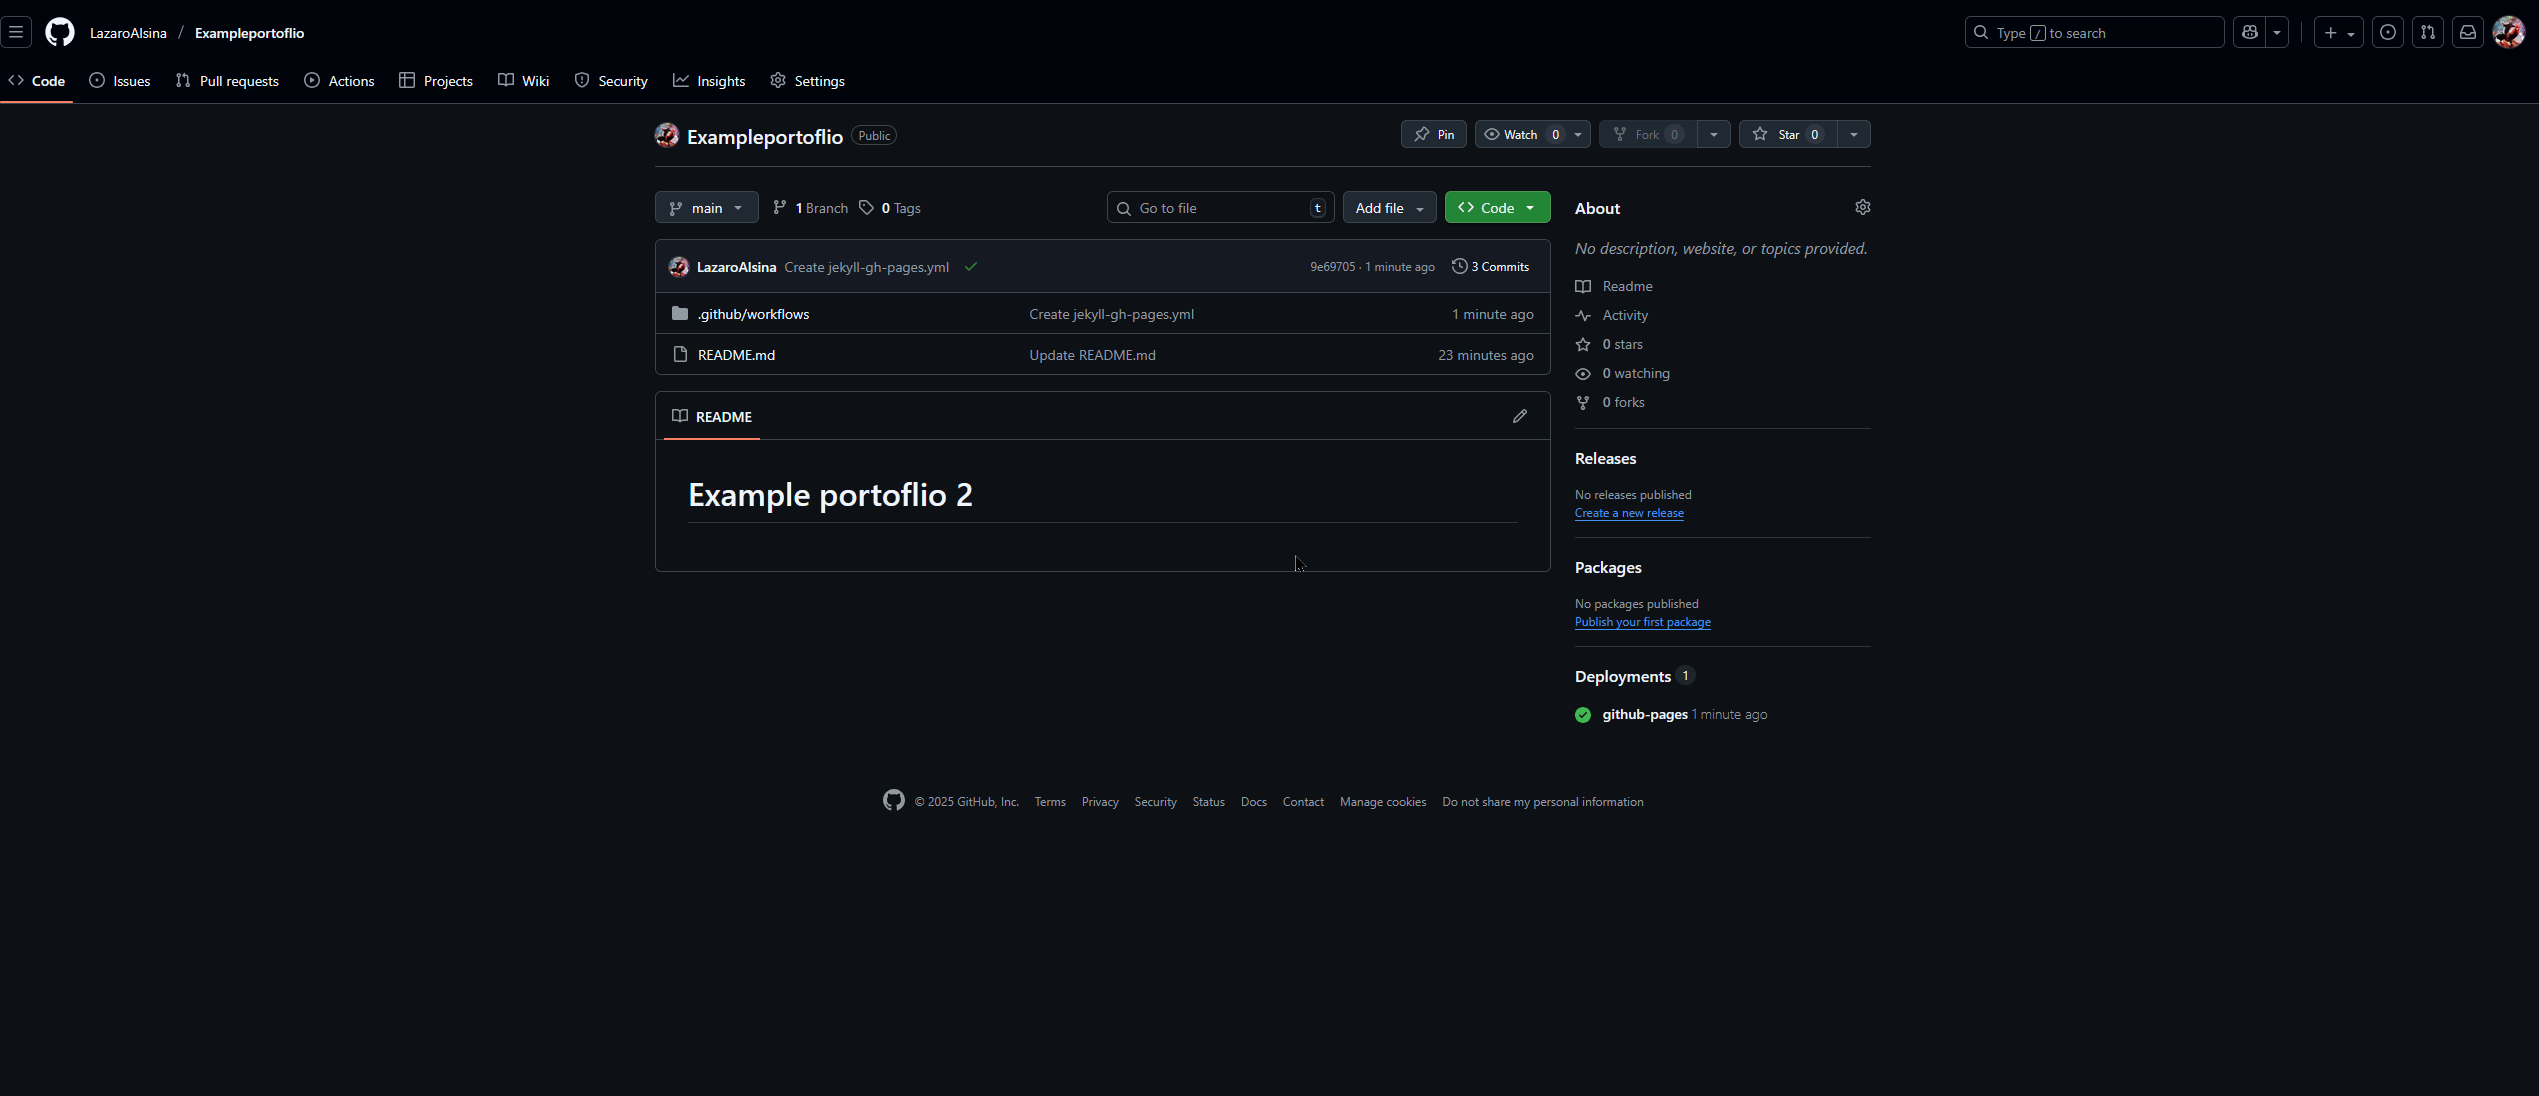 LazaroAlsina / Exampleportoflio
Type / to search
Code Issues Pull requests Actions Projects Wiki Security Insights Settings
Exampleportoflio Public
Pin Watch 0 Fork 0 Star 0
main 1 Branch 0 Tags Go to file t Add file Code
LazaroAlsina Create jekyll-gh-pages.yml 9e69705 · 1 minute ago 3 Commits
.github/workflows Create jekyll-gh-pages.yml 1 minute ago
README.md Update README.md 23 minutes ago
README
Example portoflio 2
About
No description, website, or topics provided.
Readme
Activity
0 stars
0 watching
0 forks
Releases
No releases published
Create a new release
Packages
No packages published
Publish your first package
Deployments 1
github-pages 1 minute ago
© 2025 GitHub, Inc. Terms Privacy Security Status Docs Contact Manage cookies Do not share my personal information